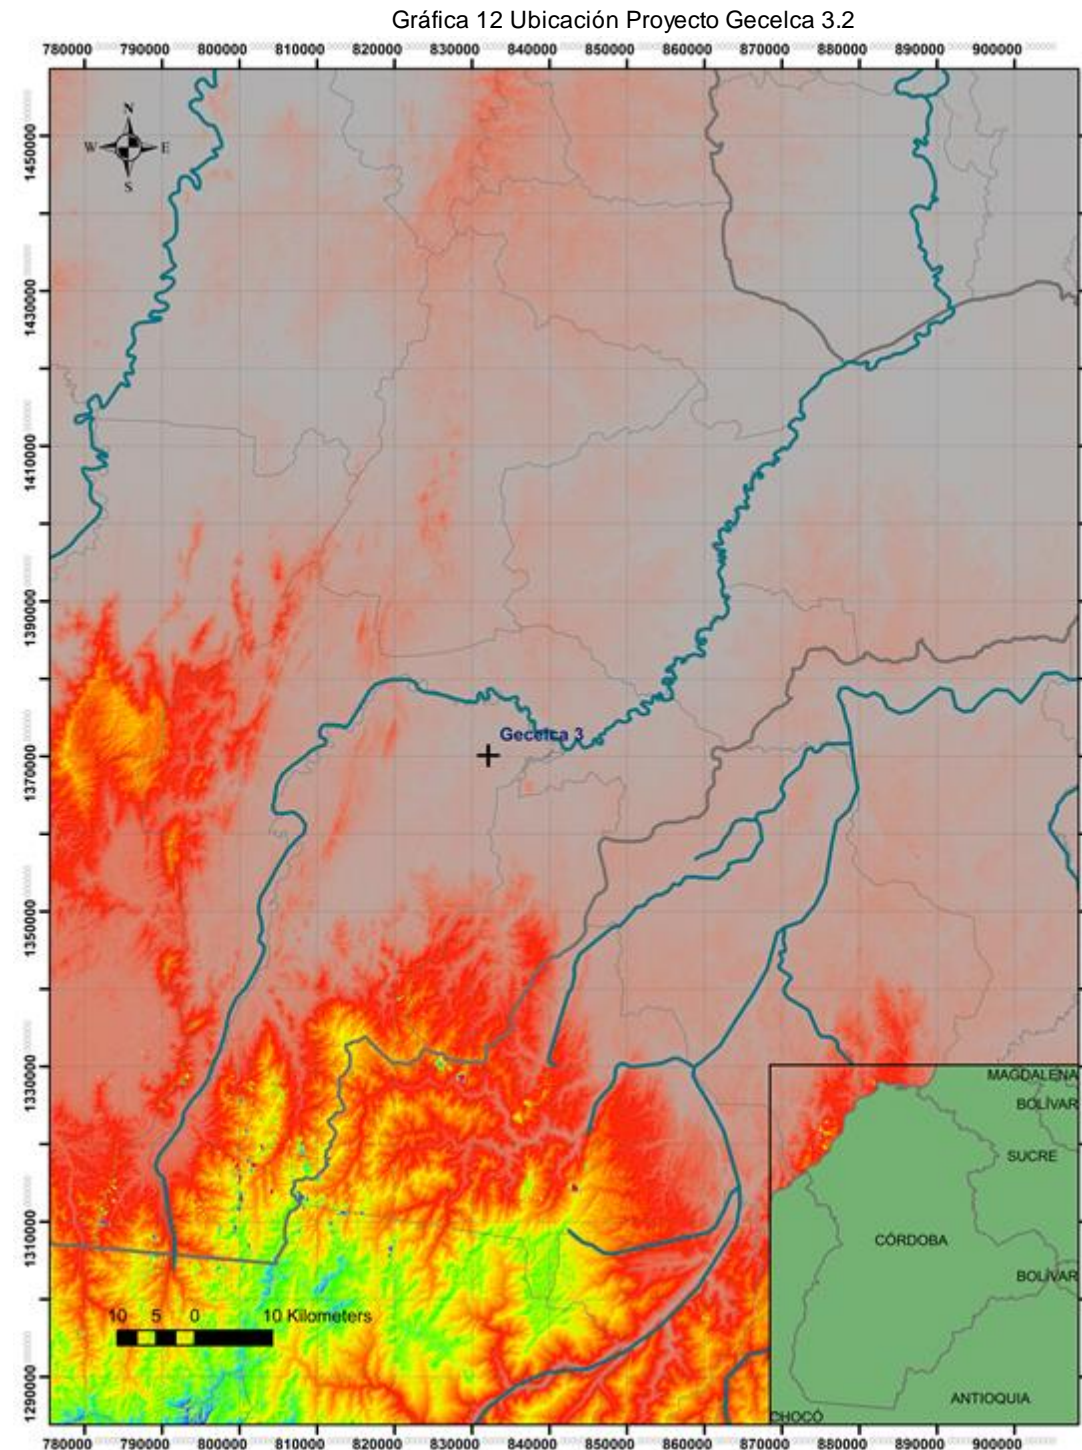 Gráfica 12 Ubicación Proyecto Gecelca 3.2
780000 790000 800000 810000 820000 830000 840000 850000 860000 870000 880000 890000 900000
N
W E
S
1450000
1430000
1410000
1390000
1370000
1350000
1330000
1310000
1290000
Gecelca 3
10 5 0 10 Kilometers
MAGDALENA
BOLÍVAR
SUCRE
CÓRDOBA
BOLÍVAR
ANTIOQUIA
CHOCÓ
780000 790000 800000 810000 820000 830000 840000 850000 860000 870000 880000 890000 900000